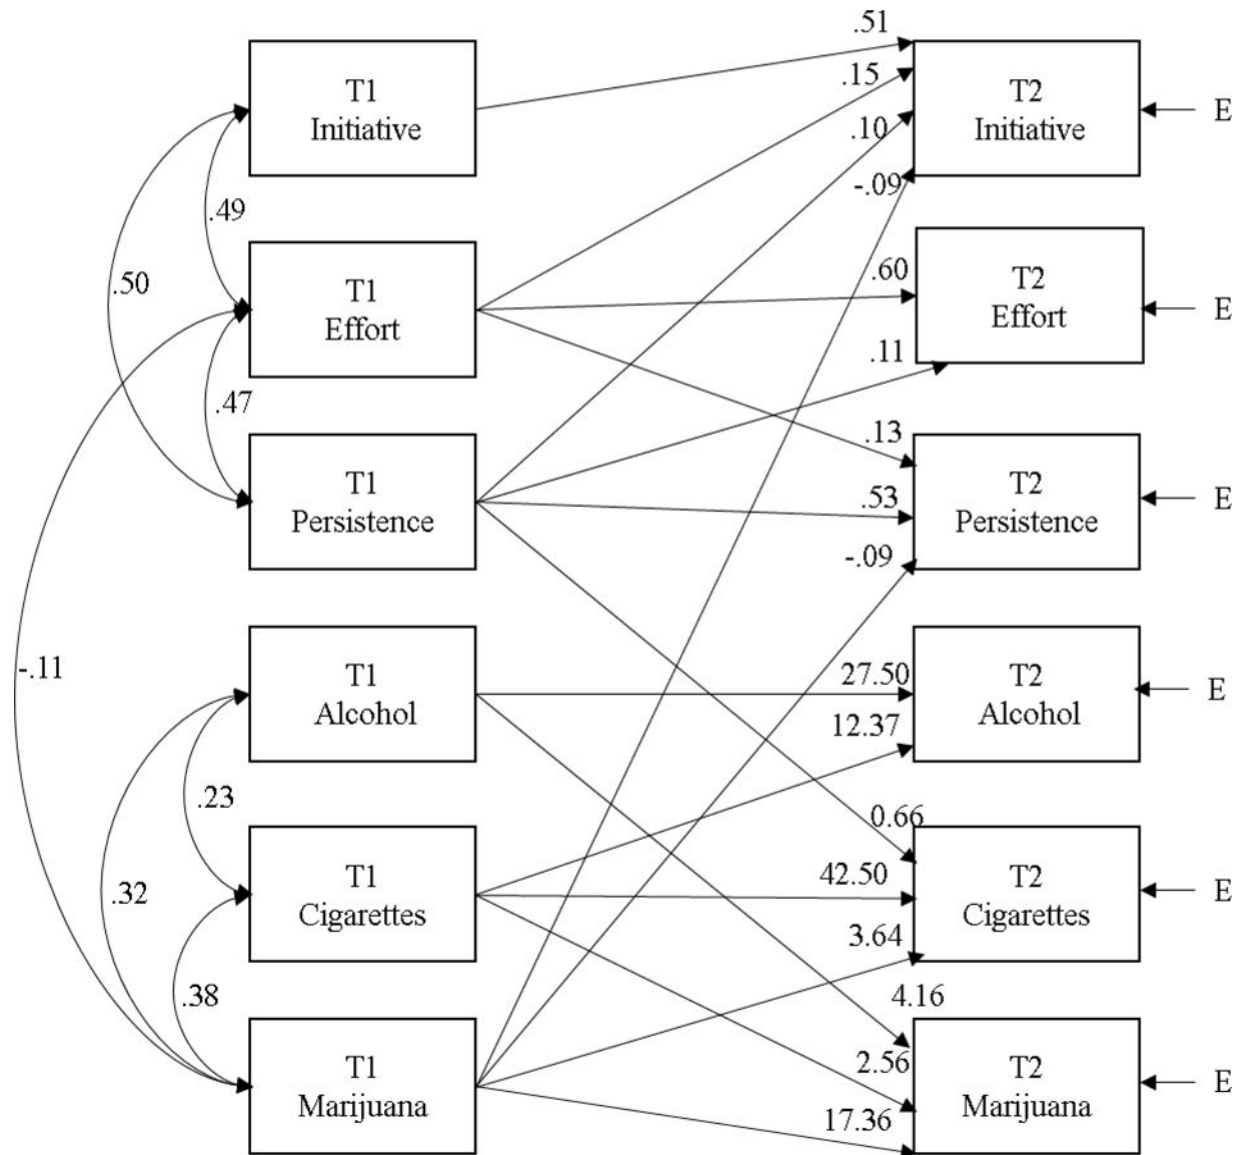 .51
T1
Initiative
.15
T2
Initiative
E
.10
-.09
.49
.50
T1
Effort
.60
T2
Effort
E
.11
.47
.13
T1
Persistence
.53
T2
Persistence
E
-.09
-.11
T1
Alcohol
27.50
T2
Alcohol
E
12.37
.23
0.66
.32
T1
Cigarettes
42.50
T2
Cigarettes
E
3.64
.38
4.16
T1
Marijuana
2.56
T2
Marijuana
E
17.36